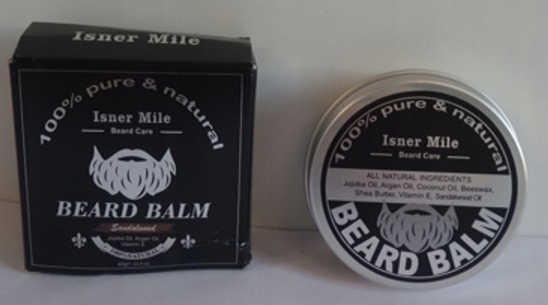 Isner Mile
100% pure & natural
Isner Mile
Beard Care
BEARD BALM
Sandalwood
Jojoba Oil, Argan Oil
Vitamin E
100% pure & natural
Isner Mile
Beard Care
ALL NATURAL INGREDIENTS
Jojoba Oil, Argan Oil, Coconut Oil, Beeswax,
Shea Butter, Vitamin E, Sandalwood Oil
BEARD BALM